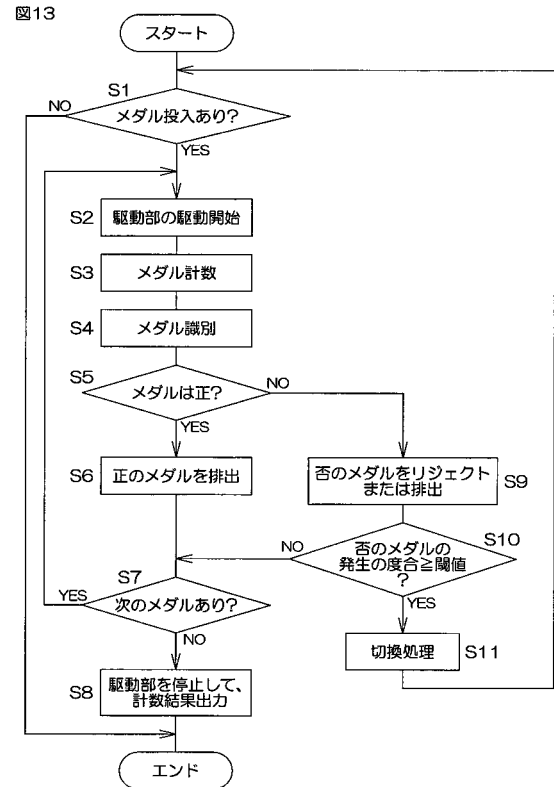 図13
スタート
S1
NO
メダル投入あり?
YES
S2
駆動部の駆動開始
S3
メダル計数
S4
メダル識別
S5
メダルは正?
NO
YES
S6
正のメダルを排出
否のメダルをリジェクト
または排出
S9
S10
NO
否のメダルの
発生の度合≧閾値
?
YES
S7
YES
次のメダルあり?
NO
切換処理
S11
S8
駆動部を停止して、
計数結果出力
エンド